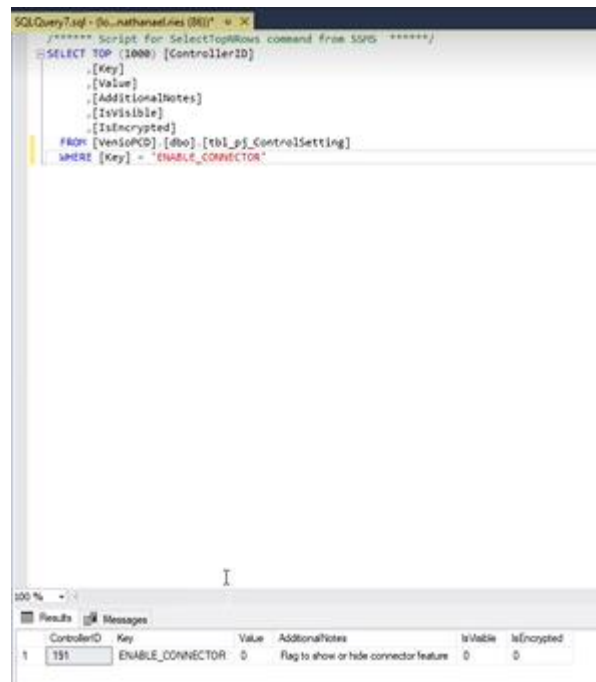 SQLQuery7.sql - (lo...nathanael.ries (86))*
/****** Script for SelectTopNRows command from SSMS ******/
SELECT TOP (1000) [ControllerID]
,[Key]
,[Value]
,[AdditionalNotes]
,[IsVisible]
,[IsEncrypted]
FROM [VenioPCD].[dbo].[tbl_pj_ControlSetting]
WHERE [Key] = 'ENABLE_CONNECTOR'
100 %
Results Messages
ControllerID Key Value AdditionalNotes IsVisible IsEncrypted
1 191 ENABLE_CONNECTOR 0 Flag to show or hide connector feature 0 0